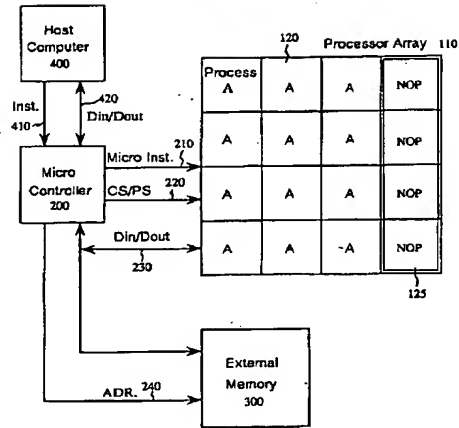 Host
Computer
400
120
Processor Array 110
Process
A A A NOP
Inst.
410
420
Din/Dout
A A A NOP
Micro
Controller
200
Micro Inst.
210
CS/PS
220
A A A NOP
Din/Dout
230
A A -A NOP
125
External
Memory
300
ADR.
240